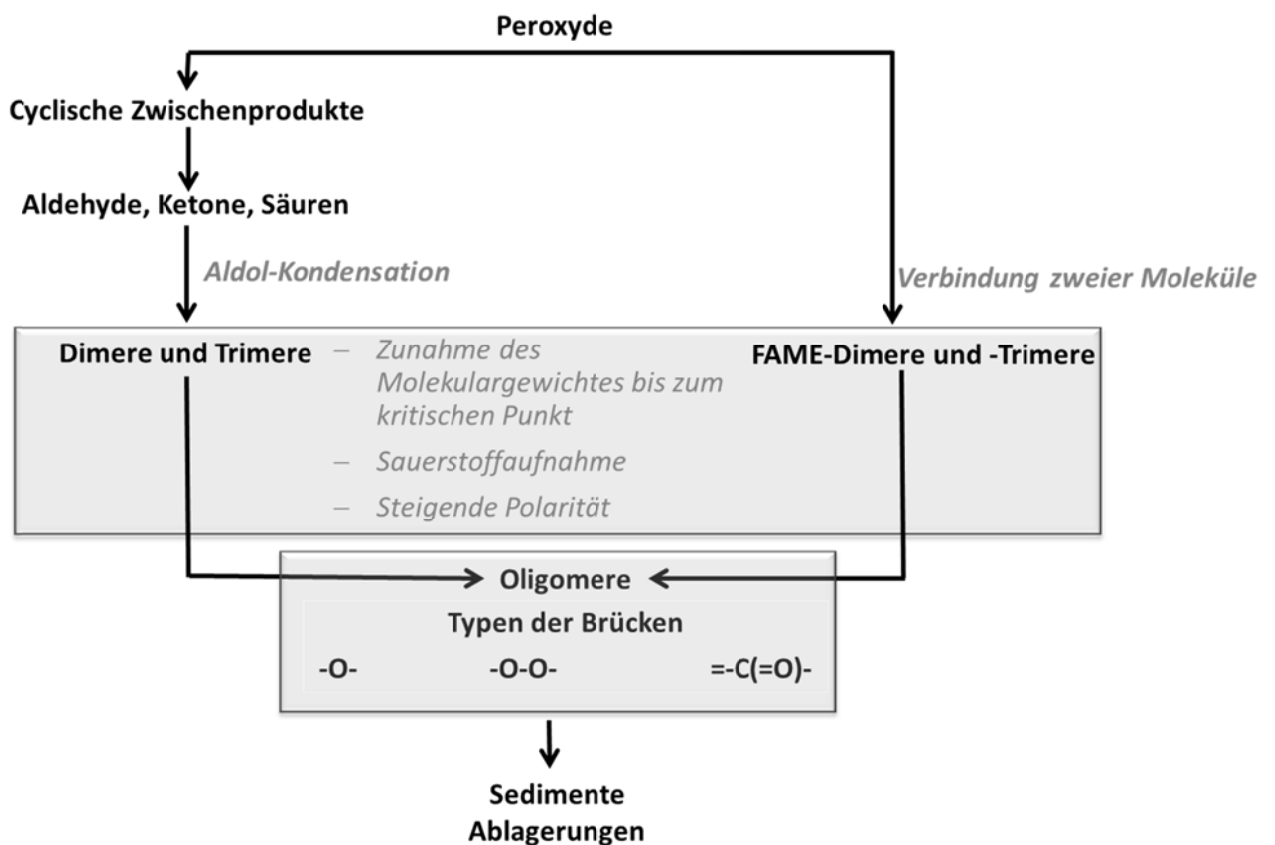 Peroxyde
Cyclische Zwischenprodukte
Aldehyde, Ketone, Säuren
Aldol-Kondensation
Verbindung zweier Moleküle
Dimere und Trimere
– Zunahme des
Molekulargewichtes bis zum
kritischen Punkt
– Sauerstoffaufnahme
– Steigende Polarität
FAME-Dimere und -Trimere
Oligomere
Typen der Brücken
-O- -O-O- =-C(=O)-
Sedimente
Ablagerungen